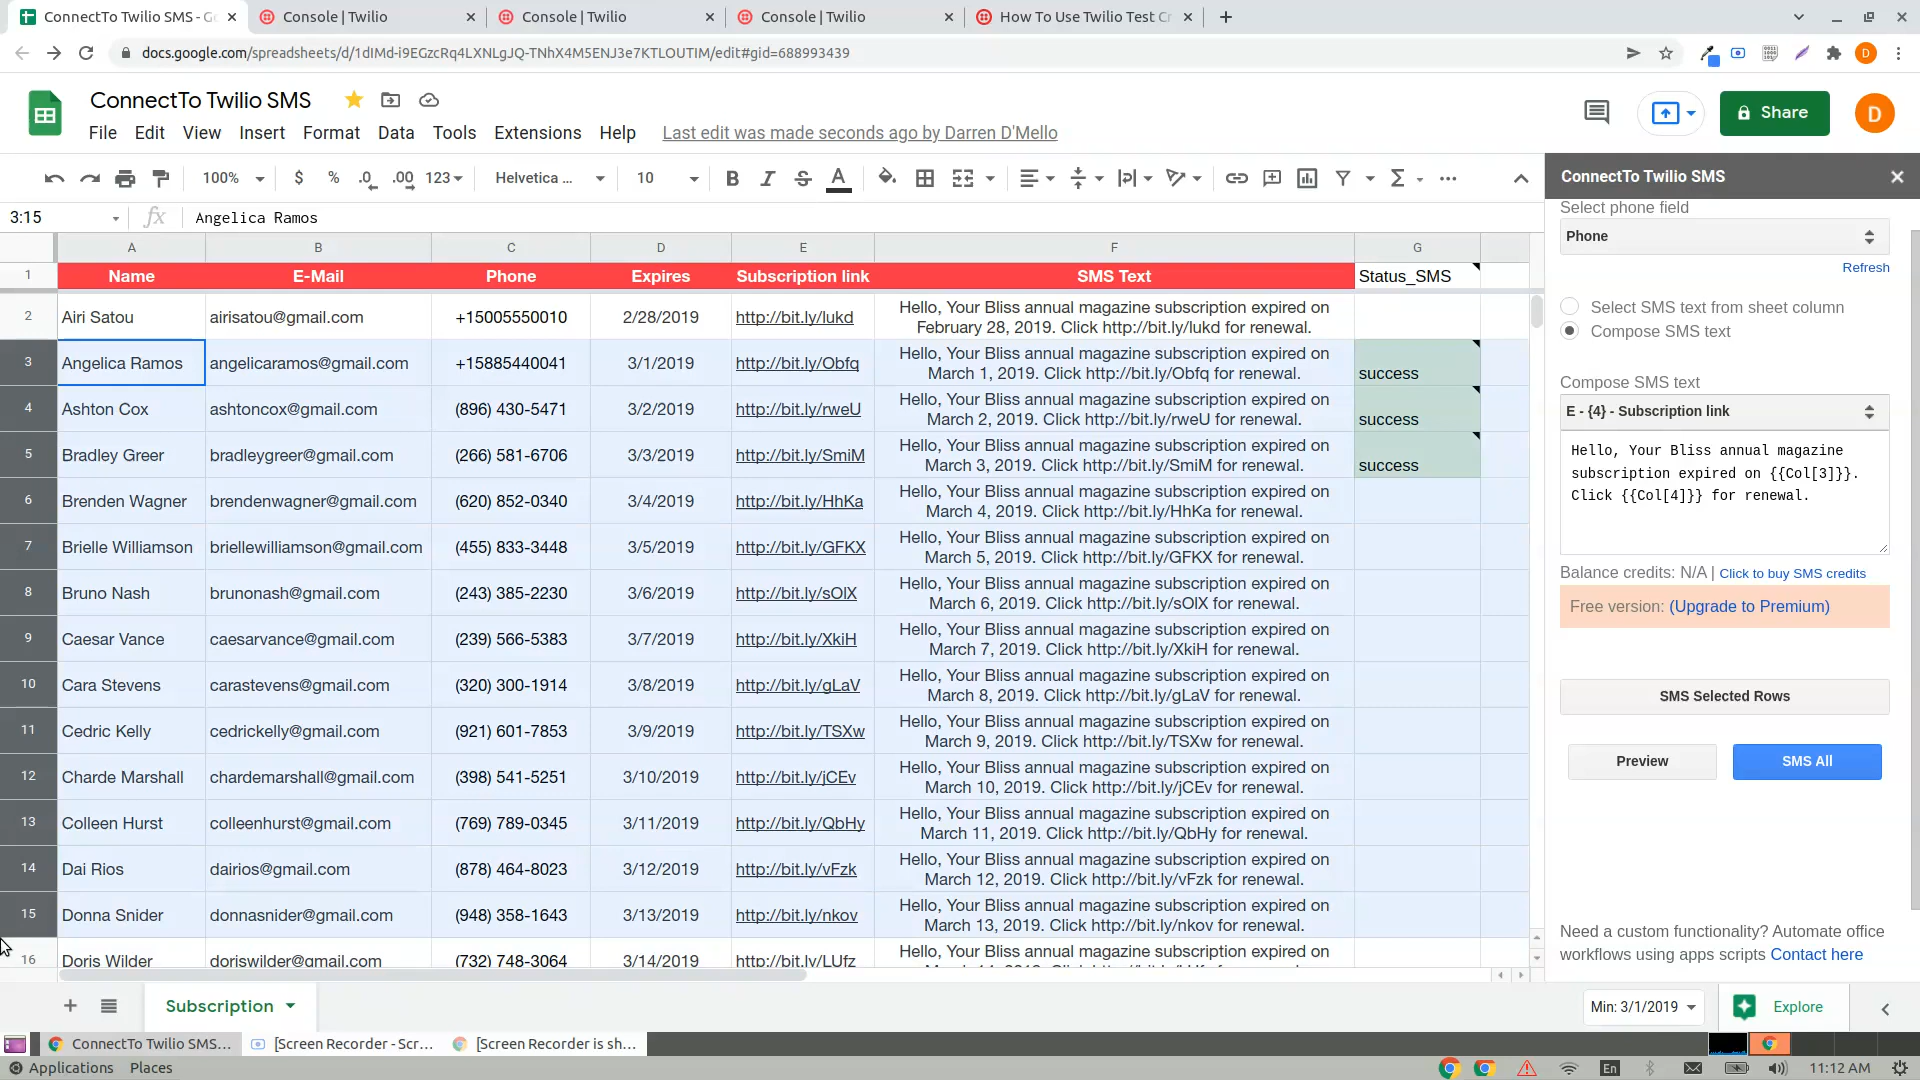 ConnectTo Twilio SMS - G
Console | Twilio
Console | Twilio
Console | Twilio
How To Use Twilio Test Cr
docs.google.com/spreadsheets/d/1dIMd-i9EGzcRq4LXNLgJQ-TNhX4M5ENJ3e7KTLOUTIM/edit#gid=688993439
D
ConnectTo Twilio SMS
File Edit View Insert Format Data Tools Extensions Help Last edit was made seconds ago by Darren D'Mello
Share
D
100% $ % .0 .00 123 Helvetica ... 10 B I S A Σ
3:15 fx Angelica Ramos
A B C D E F G
1 Name E-Mail Phone Expires Subscription link SMS Text Status_SMS
2 Airi Satou airisatou@gmail.com +15005550010 2/28/2019 http://bit.ly/lukd Hello, Your Bliss annual magazine subscription expired on
February 28, 2019. Click http://bit.ly/lukd for renewal.
3 Angelica Ramos angelicaramos@gmail.com +15885440041 3/1/2019 http://bit.ly/Obfq Hello, Your Bliss annual magazine subscription expired on
March 1, 2019. Click http://bit.ly/Obfq for renewal. success
4 Ashton Cox ashtoncox@gmail.com (896) 430-5471 3/2/2019 http://bit.ly/rweU Hello, Your Bliss annual magazine subscription expired on
March 2, 2019. Click http://bit.ly/rweU for renewal. success
5 Bradley Greer bradleygreer@gmail.com (266) 581-6706 3/3/2019 http://bit.ly/SmiM Hello, Your Bliss annual magazine subscription expired on
March 3, 2019. Click http://bit.ly/SmiM for renewal. success
6 Brenden Wagner brendenwagner@gmail.com (620) 852-0340 3/4/2019 http://bit.ly/HhKa Hello, Your Bliss annual magazine subscription expired on
March 4, 2019. Click http://bit.ly/HhKa for renewal.
7 Brielle Williamson briellewilliamson@gmail.com (455) 833-3448 3/5/2019 http://bit.ly/GFKX Hello, Your Bliss annual magazine subscription expired on
March 5, 2019. Click http://bit.ly/GFKX for renewal.
8 Bruno Nash brunonash@gmail.com (243) 385-2230 3/6/2019 http://bit.ly/sOlX Hello, Your Bliss annual magazine subscription expired on
March 6, 2019. Click http://bit.ly/sOlX for renewal.
9 Caesar Vance caesarvance@gmail.com (239) 566-5383 3/7/2019 http://bit.ly/XkiH Hello, Your Bliss annual magazine subscription expired on
March 7, 2019. Click http://bit.ly/XkiH for renewal.
10 Cara Stevens carastevens@gmail.com (320) 300-1914 3/8/2019 http://bit.ly/gLaV Hello, Your Bliss annual magazine subscription expired on
March 8, 2019. Click http://bit.ly/gLaV for renewal.
11 Cedric Kelly cedrickelly@gmail.com (921) 601-7853 3/9/2019 http://bit.ly/TSXw Hello, Your Bliss annual magazine subscription expired on
March 9, 2019. Click http://bit.ly/TSXw for renewal.
12 Charde Marshall chardemarshall@gmail.com (398) 541-5251 3/10/2019 http://bit.ly/jCEv Hello, Your Bliss annual magazine subscription expired on
March 10, 2019. Click http://bit.ly/jCEv for renewal.
13 Colleen Hurst colleenhurst@gmail.com (769) 789-0345 3/11/2019 http://bit.ly/QbHy Hello, Your Bliss annual magazine subscription expired on
March 11, 2019. Click http://bit.ly/QbHy for renewal.
14 Dai Rios dairios@gmail.com (878) 464-8023 3/12/2019 http://bit.ly/vFzk Hello, Your Bliss annual magazine subscription expired on
March 12, 2019. Click http://bit.ly/vFzk for renewal.
15 Donna Snider donnasnider@gmail.com (948) 358-1643 3/13/2019 http://bit.ly/nkov Hello, Your Bliss annual magazine subscription expired on
March 13, 2019. Click http://bit.ly/nkov for renewal.
16 Doris Wilder doriswilder@gmail.com (732) 748-3064 3/14/2019 http://bit.ly/LUfz Hello, Your Bliss annual magazine subscription expired on
ConnectTo Twilio SMS
Select phone field
Phone
Refresh
Select SMS text from sheet column
Compose SMS text
Compose SMS text
E - {4} - Subscription link
Hello, Your Bliss annual magazine
subscription expired on {{Col[3]}}.
Click {{Col[4]}} for renewal.
Balance credits: N/A | Click to buy SMS credits
Free version: (Upgrade to Premium)
SMS Selected Rows
Preview SMS All
Need a custom functionality? Automate office
workflows using apps scripts Contact here
Subscription Min: 3/1/2019 Explore
ConnectTo Twilio SMS... [Screen Recorder - Scr... [Screen Recorder is sh...
Applications Places En 11:12 AM